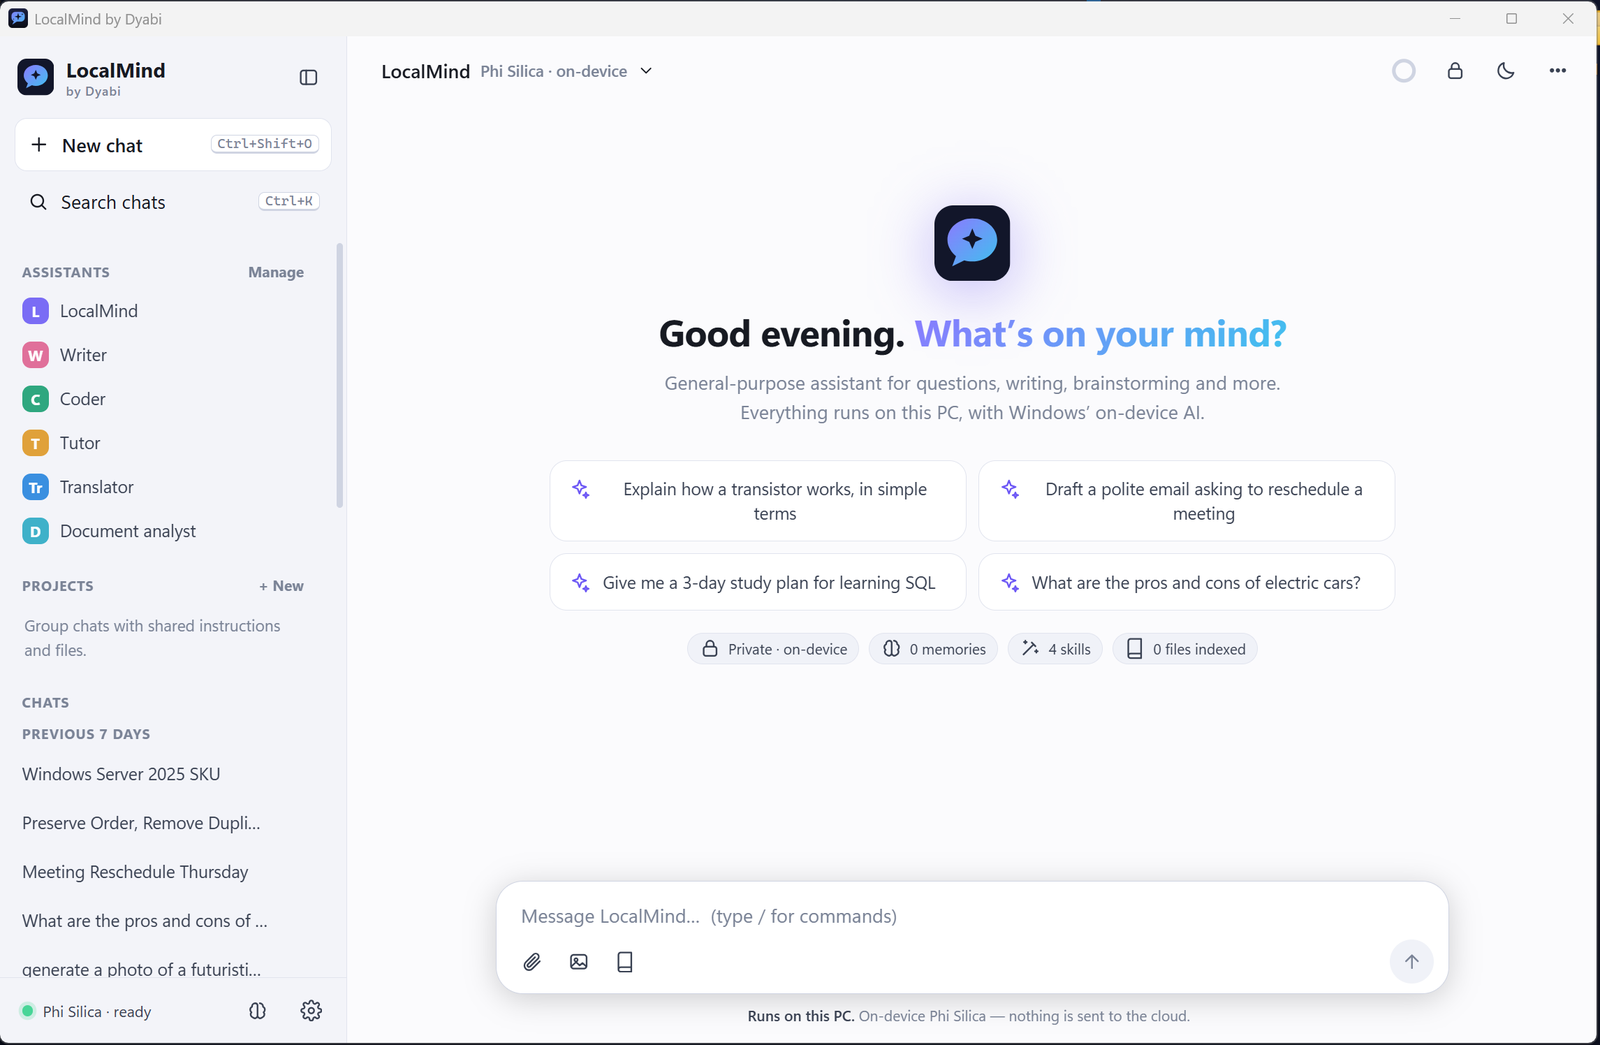 LocalMind by Dyabi
LocalMind
by Dyabi
New chat
Ctrl+Shift+O
Search chats
Ctrl+K
ASSISTANTS
Manage
L
LocalMind
W
Writer
C
Coder
T
Tutor
Tr
Translator
D
Document analyst
PROJECTS
+ New
Group chats with shared instructions
and files.
CHATS
PREVIOUS 7 DAYS
Windows Server 2025 SKU
Preserve Order, Remove Dupli...
Meeting Reschedule Thursday
What are the pros and cons of ...
generate a photo of a futuristi...
Phi Silica · ready
LocalMind Phi Silica · on-device
Good evening. What’s on your mind?
General-purpose assistant for questions, writing, brainstorming and more.
Everything runs on this PC, with Windows’ on-device AI.
Explain how a transistor works, in simple
terms
Draft a polite email asking to reschedule a
meeting
Give me a 3-day study plan for learning SQL
What are the pros and cons of electric cars?
Private · on-device
0 memories
4 skills
0 files indexed
Message LocalMind... (type / for commands)
Runs on this PC. On-device Phi Silica — nothing is sent to the cloud.